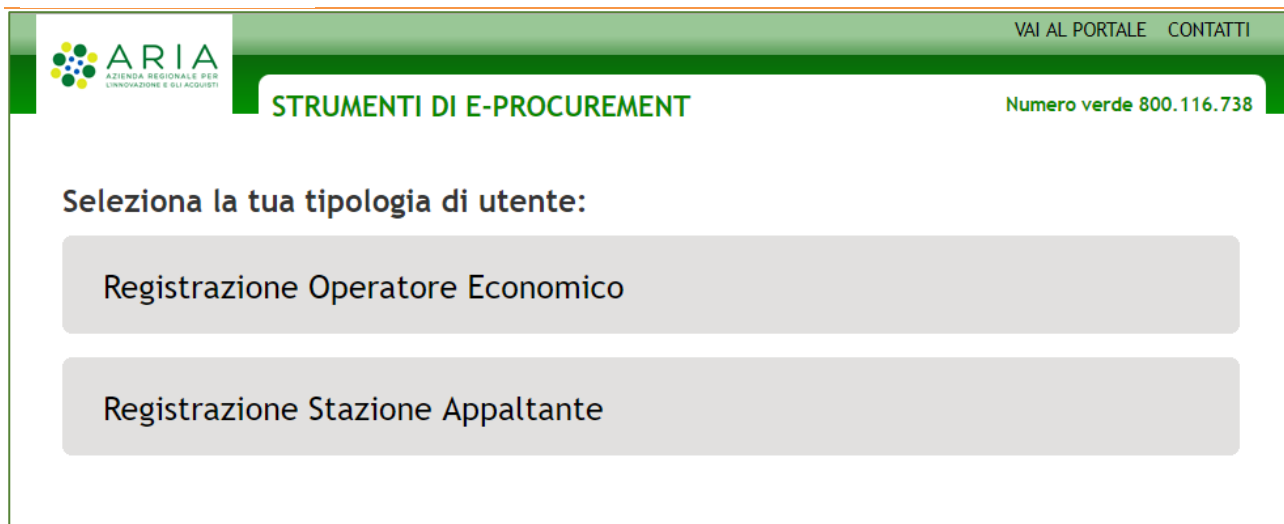 VAI AL PORTALE CONTATTI
ARIA
AZIENDA REGIONALE PER
L'INNOVAZIONE E GLI ACQUISTI
STRUMENTI DI E-PROCUREMENT
Numero verde 800.116.738
Seleziona la tua tipologia di utente:
Registrazione Operatore Economico
Registrazione Stazione Appaltante